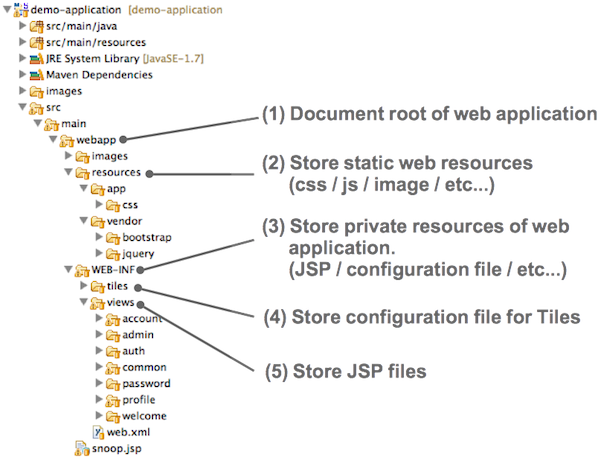 demo-application [demo-application
src/main/java
src/main/resources
JRE System Library [JavaSE-1.7]
Maven Dependencies
images
src
main
webapp
images
resources
app
css
vendor
bootstrap
jquery
WEB-INF
tiles
views
account
admin
auth
common
password
profile
welcome
web.xml
snoop.jsp
(1) Document root of web application
(2) Store static web resources
(css / js / image / etc...)
(3) Store private resources of web
application.
(JSP / configuration file / etc...)
(4) Store configuration file for Tiles
(5) Store JSP files